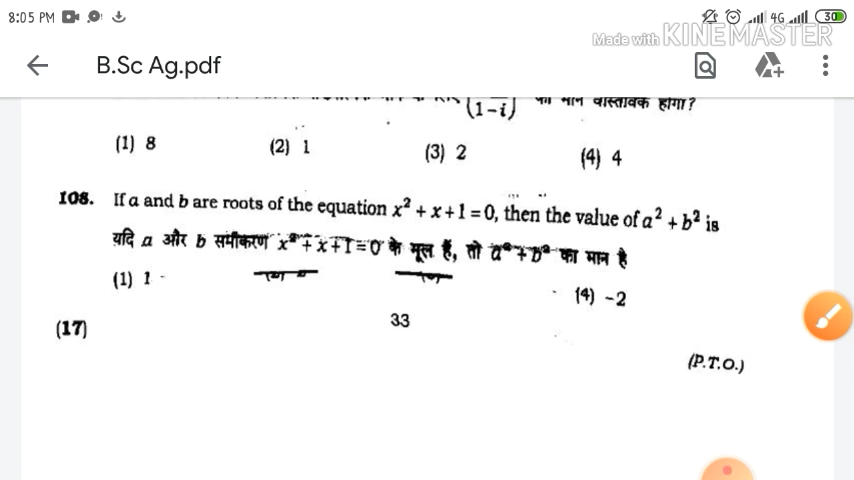 8:05 PM
4G
30
Made with KINEMASTER
B.Sc Ag.pdf
(1-i) का मान वास्तविक होगा?
(1) 8 (2) 1 (3) 2 (4) 4
108. If a and b are roots of the equation x² + x + 1 = 0, then the value of a² + b² is
यदि a और b समीकरण x² + x + 1 = 0 के मूल हैं, तो a² + b² का मान है
(1) 1 (4) -2
(17) 33
(P.T.O.)